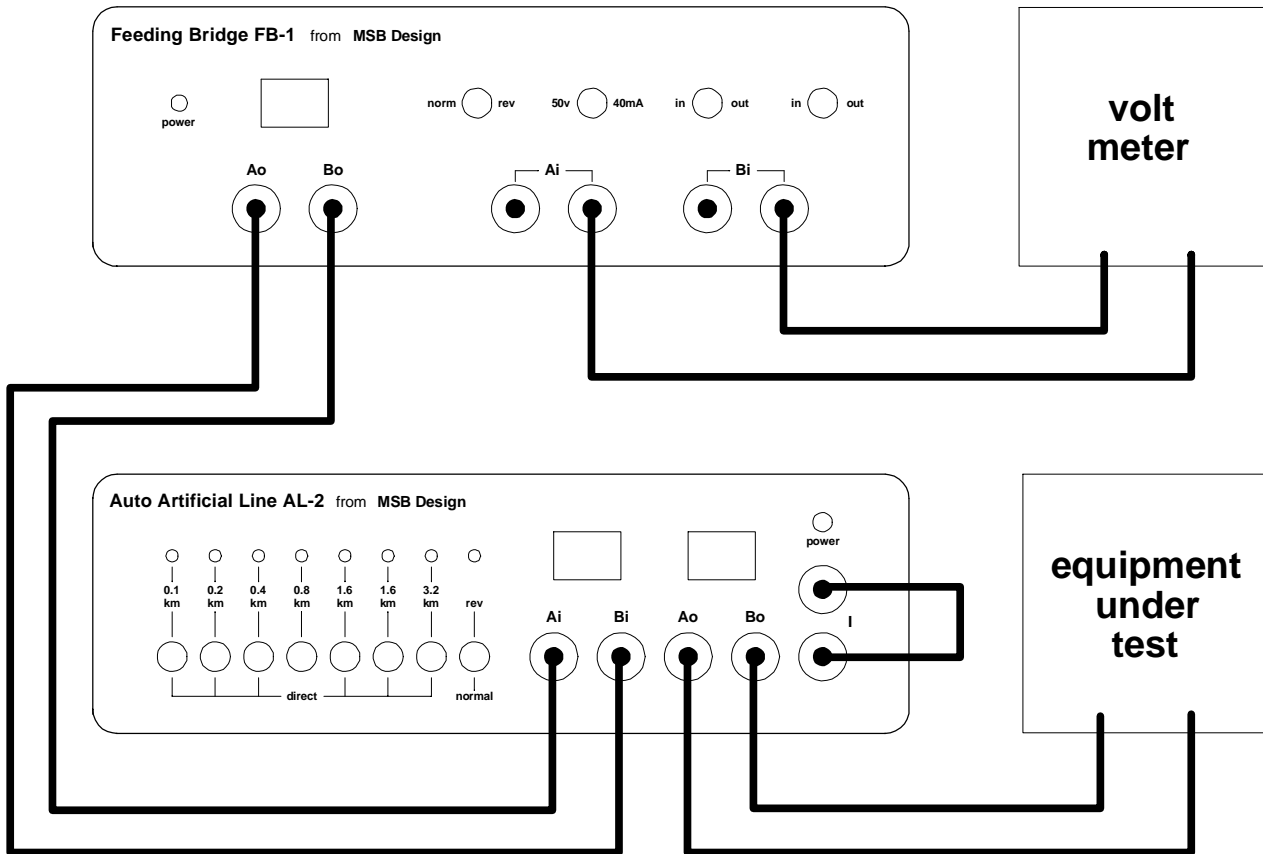 Feeding Bridge FB-1 from MSB Design
power
norm rev 50v 40mA in out in out
Ao Bo Ai Bi
volt
meter
Auto Artificial Line AL-2 from MSB Design
power
0.1 0.2 0.4 0.8 1.6 1.6 3.2
km km km km km km km rev
Ai Bi Ao Bo I
direct normal
equipment
under
test